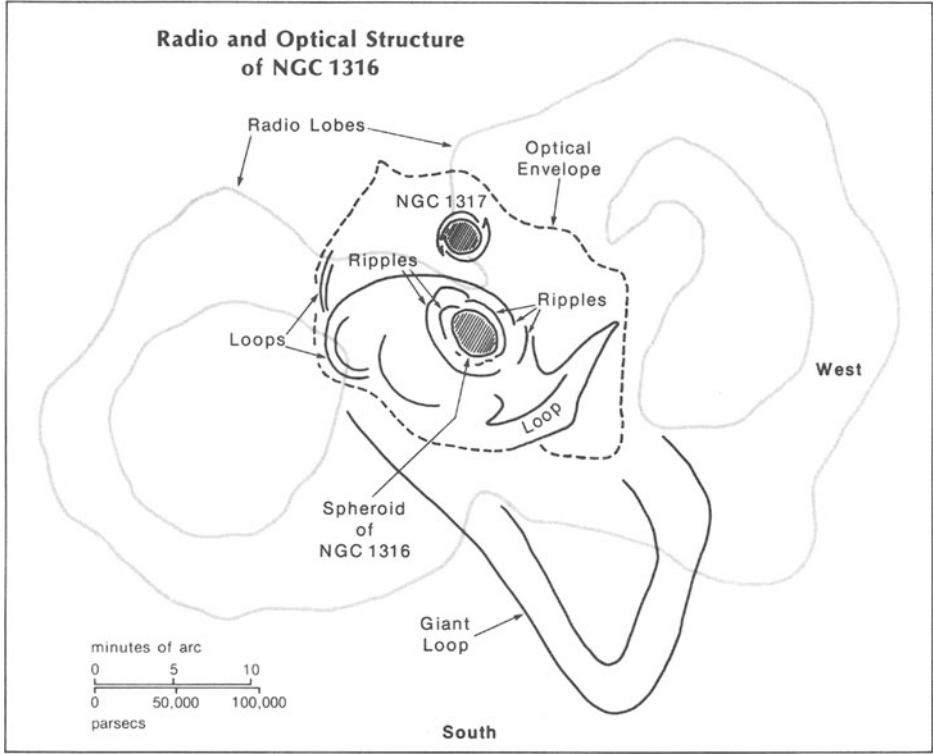 Radio and Optical Structure
of NGC 1316
Radio Lobes
Optical
Envelope
NGC 1317
Ripples
Ripples
Loops
West
Loop
Spheroid
of
NGC 1316
Giant
Loop
minutes of arc
0 5 10
0 50,000 100,000
parsecs
South